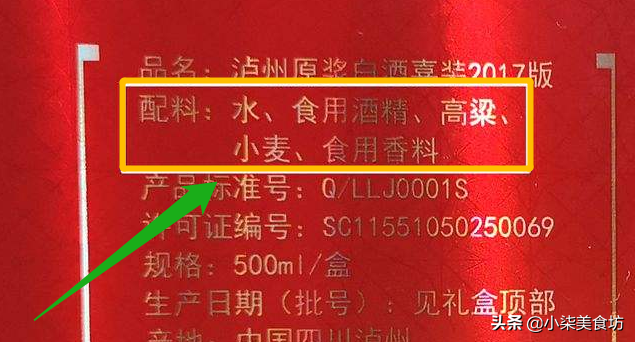 品名：泸州原浆白酒喜装2017版
配料：水、食用酒精、高粱、
小麦、食用香料
产品标准号：Q/LLJ0001S
许可证编号：SC11551050250069
规格：500ml/盒
生产日期（批号）：见礼盒顶部
产地：中国四川泸州
头条 @小柒美食坊